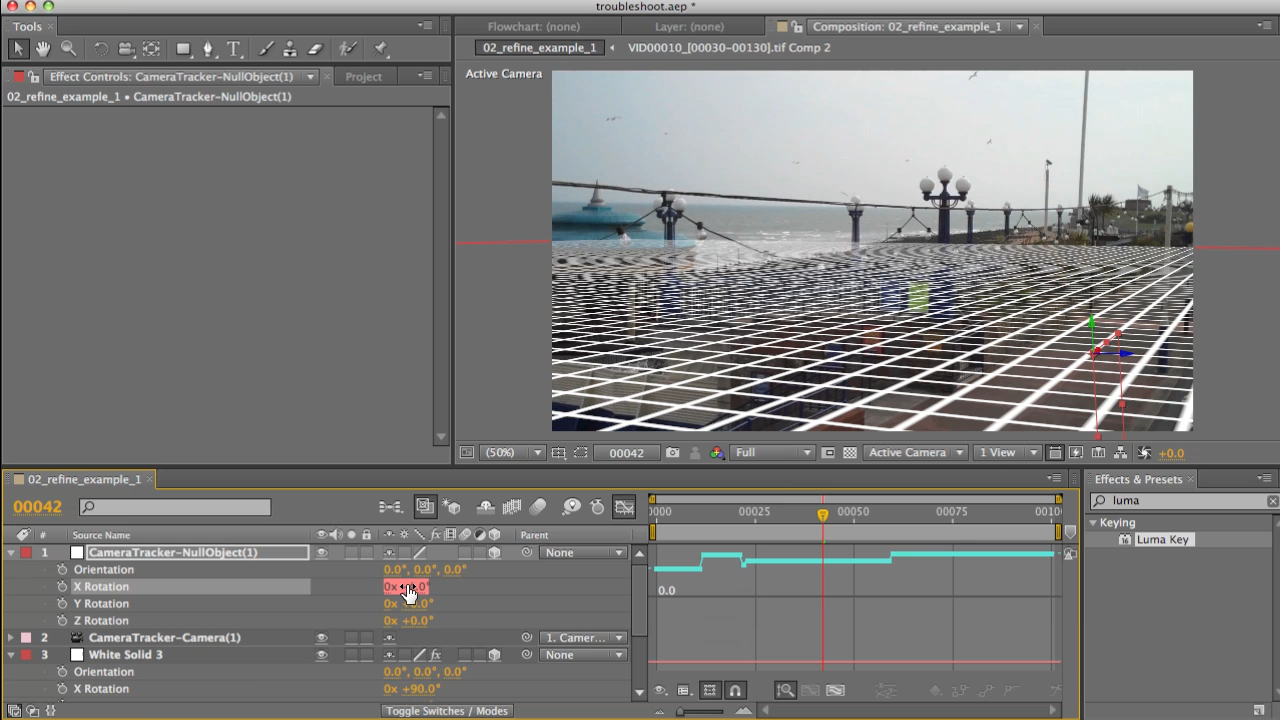 troubleshoot.aep *
Tools
Flowchart: (none)
Layer: (none)
Composition: 02_refine_example_1
02_refine_example_1
VID00010_[00030-00130].tif Comp 2
Effect Controls: CameraTracker-NullObject(1)
Project
Active Camera
02_refine_example_1 • CameraTracker-NullObject(1)
(50%)
00042
Full
Active Camera
1 View
+0.0
02_refine_example_1
Effects & Presets
00042
luma
0000
00025
00050
00075
0010
# Source Name
Parent
Keying
Luma Key
1 CameraTracker-NullObject(1)
None
Orientation
0.0°, 0.0°, 0.0°
X Rotation
0x
0.0
Y Rotation
0x
Z Rotation
0x +0.0°
2 CameraTracker-Camera(1)
1. Camer...
3 White Solid 3
None
Orientation
0.0°, 0.0°, 0.0°
X Rotation
0x +90.0°
Toggle Switches / Modes